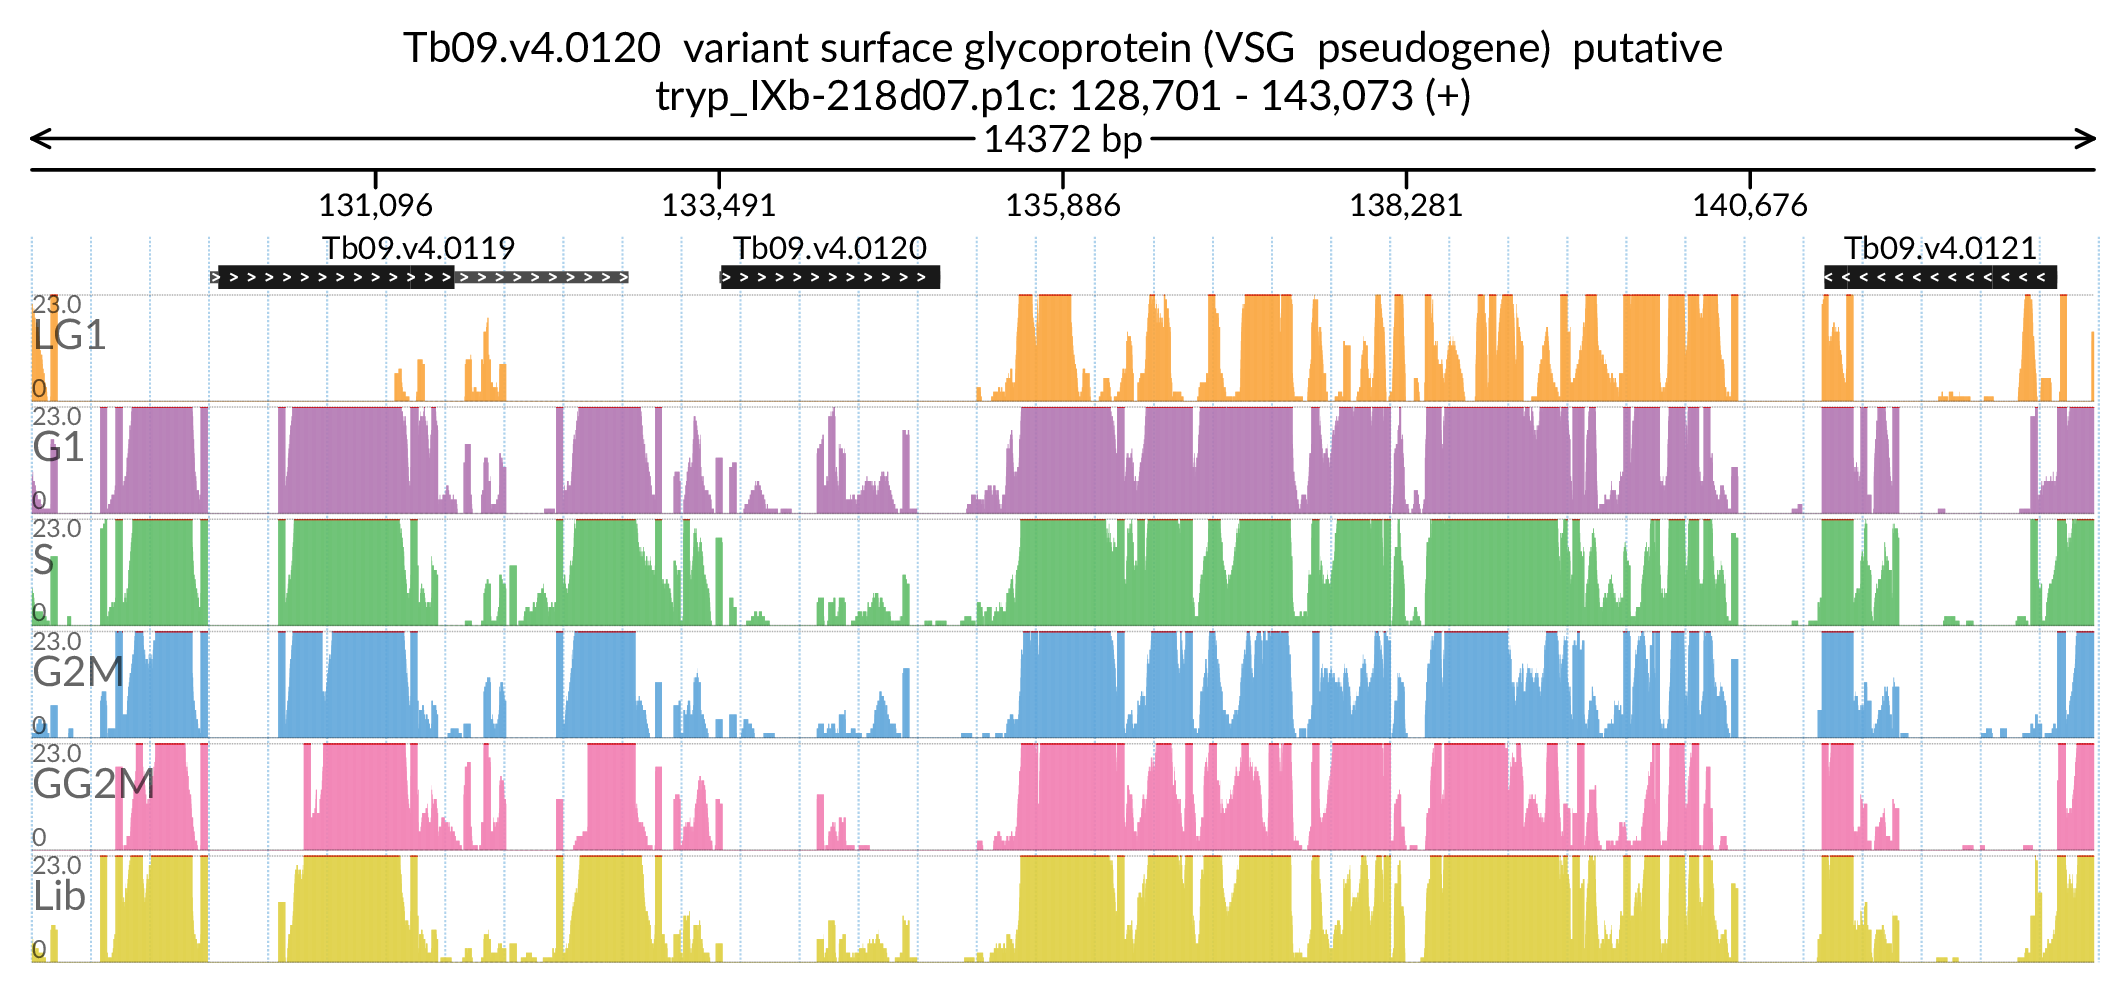 Tb09.v4.0120 variant surface glycoprotein (VSG pseudogene) putative
tryp_IXb-218d07.p1c: 128,701 - 143,073 (+)
14372 bp
131,096 133,491 135,886 138,281 140,676
Tb09.v4.0119 Tb09.v4.0120 Tb09.v4.0121
23.0
LG1
0
23.0
G1
0
23.0
S
0
23.0
G2M
0
23.0
GG2M
0
23.0
Lib
0